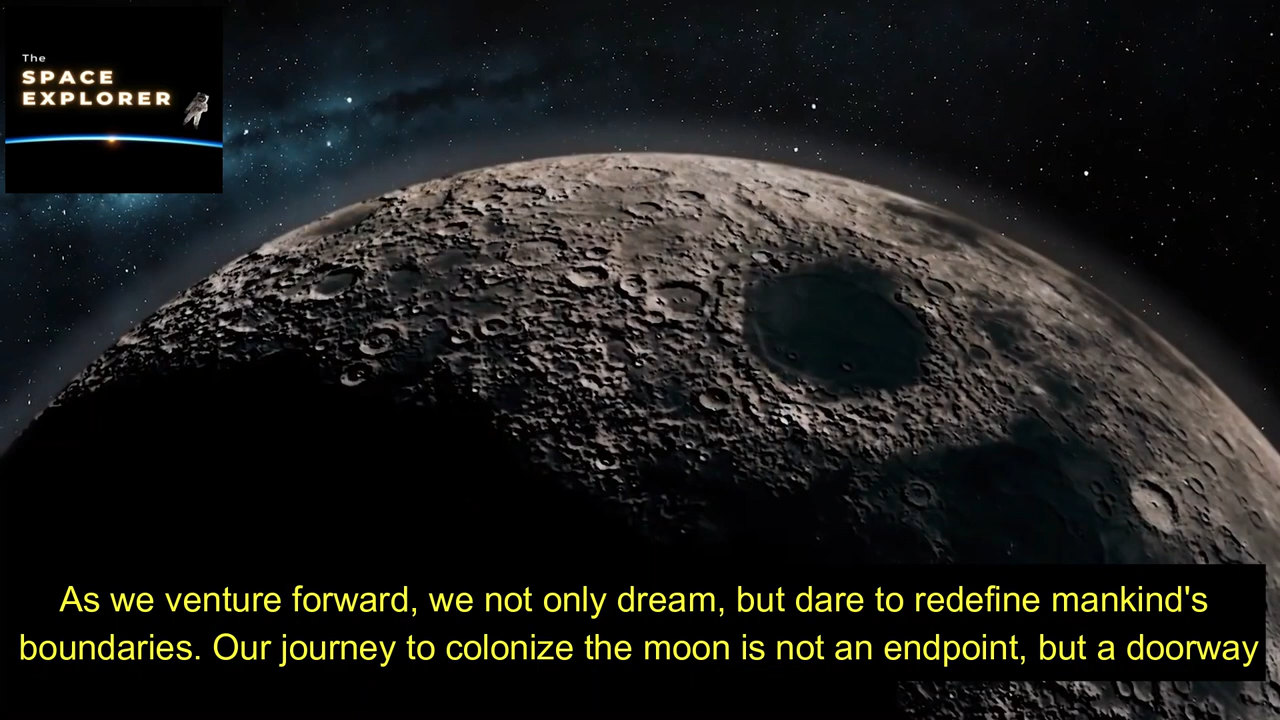 The
SPACE
EXPLORER
As we venture forward, we not only dream, but dare to redefine mankind's
boundaries. Our journey to colonize the moon is not an endpoint, but a doorway